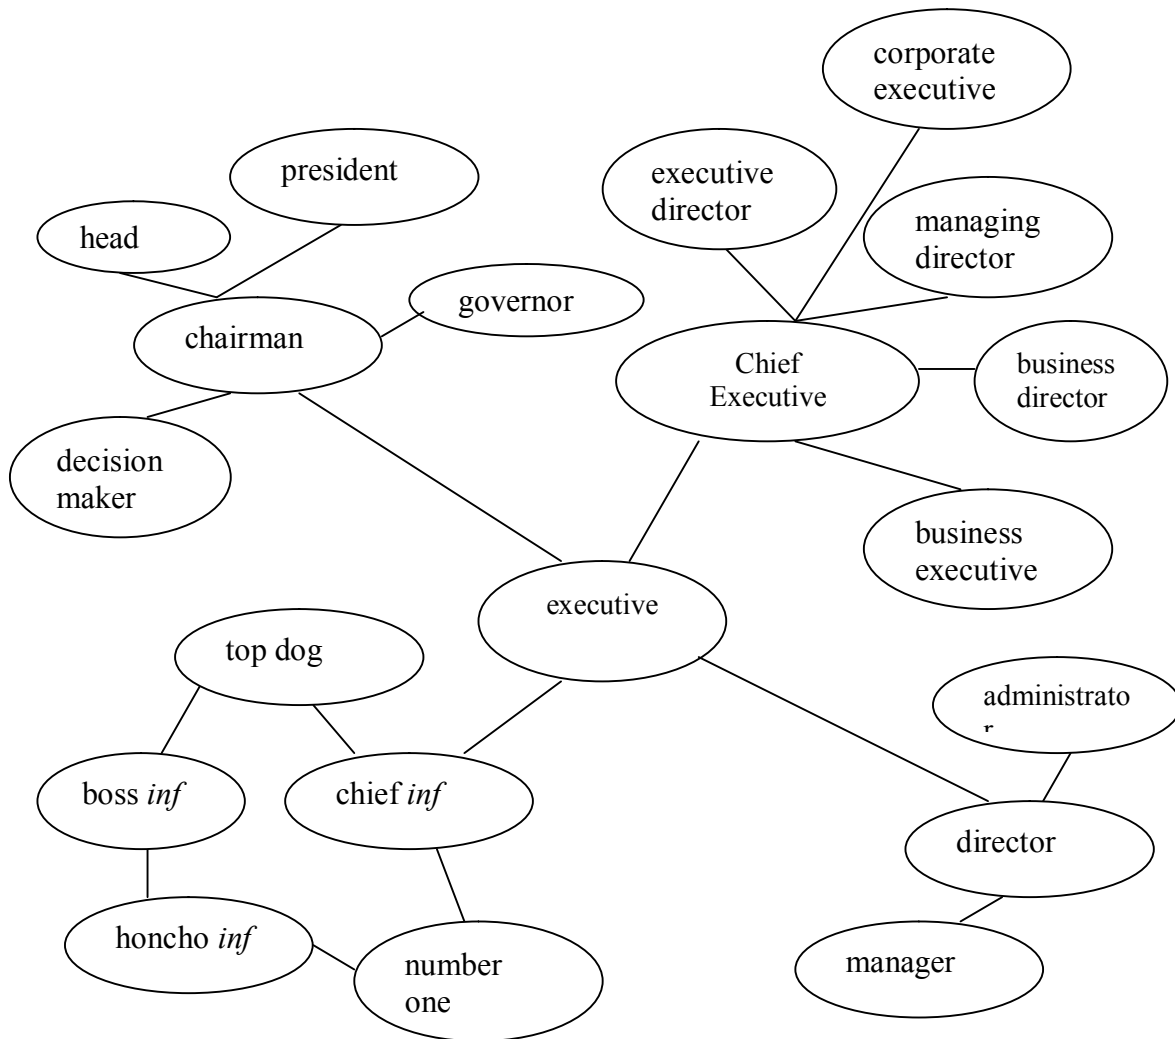 corporate
executive
president
executive
director
head
managing
director
governor
chairman
Chief
Executive
business
director
decision
maker
business
executive
executive
top dog
administrato
r
boss inf
chief inf
director
honcho inf
number
one
manager